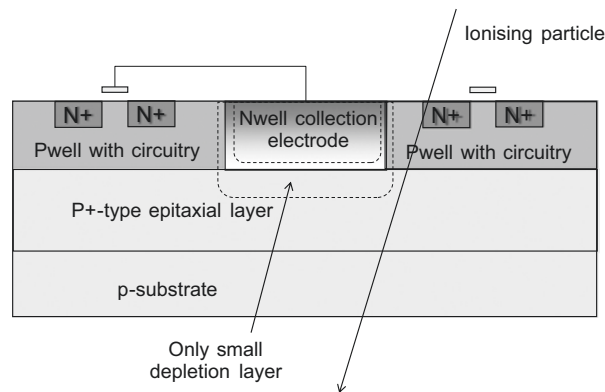 Ionising particle
N+
N+
Nwell collection
electrode
N+
N+
Pwell with circuitry
Pwell with circuitry
P+-type epitaxial layer
p-substrate
Only small
depletion layer